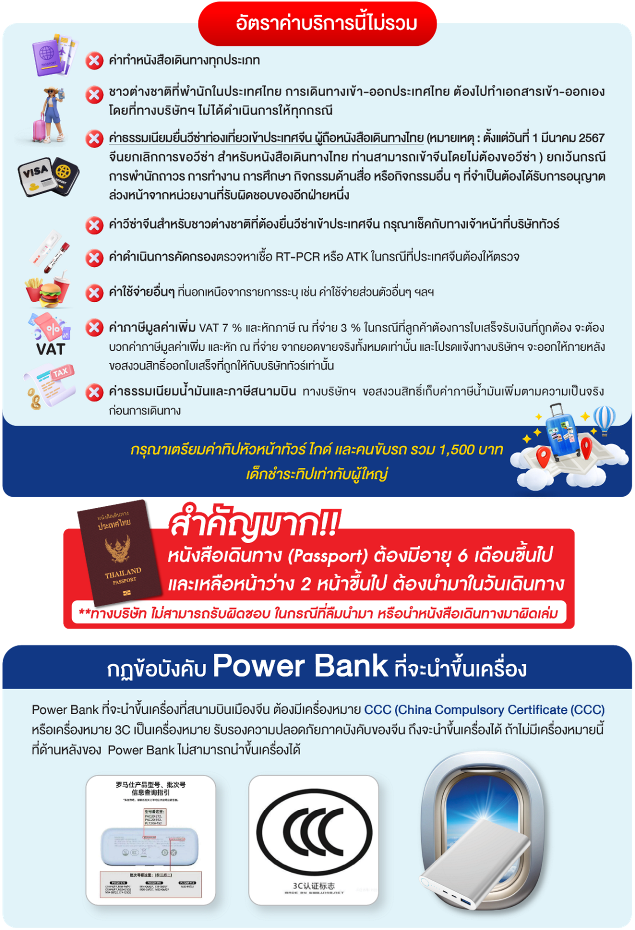 อัตราค่าบริการนี้ไม่รวม
ค่าทำหนังสือเดินทางทุกประเภท
ชาวต่างชาติที่พำนักในประเทศไทย การเดินทางเข้า-ออกประเทศไทย ต้องไปทำเอกสารเข้า-ออกเอง
โดยที่ทางบริษัทฯ ไม่ได้ดำเนินการให้ทุกกรณี
ค่าธรรมเนียมยื่นวีซ่าท่องเที่ยวเข้าประเทศจีน ผู้ถือหนังสือเดินทางไทย (หมายเหตุ : ตั้งแต่วันที่ 1 มีนาคม 2567
จีนยกเลิกการขอวีซ่า สำหรับหนังสือเดินทางไทย ท่านสามารถเข้าจีนโดยไม่ต้องขอวีซ่า ) ยกเว้นกรณี
การพำนักถาวร การทำงาน การศึกษา กิจกรรมด้านสื่อ หรือกิจกรรมอื่น ๆ ที่จำเป็นต้องได้รับการอนุญาต
ล่วงหน้าจากหน่วยงานที่รับผิดชอบของอีกฝ่ายหนึ่ง
VISA
ค่าวีซ่าจีนสำหรับชาวต่างชาติที่ต้องยื่นวีซ่าเข้าประเทศจีน กรุณาเช็คกับทางเจ้าหน้าที่บริษัททัวร์
ค่าดำเนินการคัดกรองตรวจหาเชื้อ RT-PCR หรือ ATK ในกรณีที่ประเทศจีนต้องให้ตรวจ
ค่าใช้จ่ายอื่นๆ ที่นอกเหนือจากรายการระบุ เช่น ค่าใช้จ่ายส่วนตัวอื่นๆ ฯลฯ
ค่าภาษีมูลค่าเพิ่ม VAT 7 % และหักภาษี ณ ที่จ่าย 3 % ในกรณีที่ลูกค้าต้องการใบเสร็จรับเงินที่ถูกต้อง จะต้อง
บวกค่าภาษีมูลค่าเพิ่ม และหัก ณ ที่จ่าย จากยอดขายจริงทั้งหมดเท่านั้น และโปรดแจ้งทางบริษัทฯ จะออกให้ภายหลัง
ขอสงวนสิทธิ์ออกใบเสร็จที่ถูกให้กับบริษัททัวร์เท่านั้น
VAT
TAX
ค่าธรรมเนียมน้ำมันและภาษีสนามบิน ทางบริษัทฯ ขอสงวนสิทธิ์เก็บค่าภาษีน้ำมันเพิ่มตามความเป็นจริง
ก่อนการเดินทาง
กรุณาเตรียมค่าทิปหัวหน้าทัวร์ ไกด์ และคนขับรถ รวม 1,500 บาท
เด็กชำระทิปเท่ากับผู้ใหญ่
หนังสือเดินทาง
ประเทศไทย
THAILAND
PASSPORT
สำคัญมาก!!
หนังสือเดินทาง (Passport) ต้องมีอายุ 6 เดือนขึ้นไป
และเหลือหน้าว่าง 2 หน้าขึ้นไป ต้องนำมาในวันเดินทาง
**ทางบริษัท ไม่สามารถรับผิดชอบ ในกรณีที่ลืมนำมา หรือนำหนังสือเดินทางมาผิดเล่ม
กฏข้อบังคับ Power Bank ที่จะนำขึ้นเครื่อง
Power Bank ที่จะนำขึ้นเครื่องที่สนามบินเมืองจีน ต้องมีเครื่องหมาย CCC (China Compulsory Certificate (CCC)
หรือเครื่องหมาย 3C เป็นเครื่องหมาย รับรองความปลอดภัยภาคบังคับของจีน ถึงจะนำขึ้นเครื่องได้ ถ้าไม่มีเครื่องหมายนี้
ที่ด้านหลังของ Power Bank ไม่สามารถนำขึ้นเครื่องได้
罗马仕产品型号、批次号
信息查询指引
CCC
3C认证标志